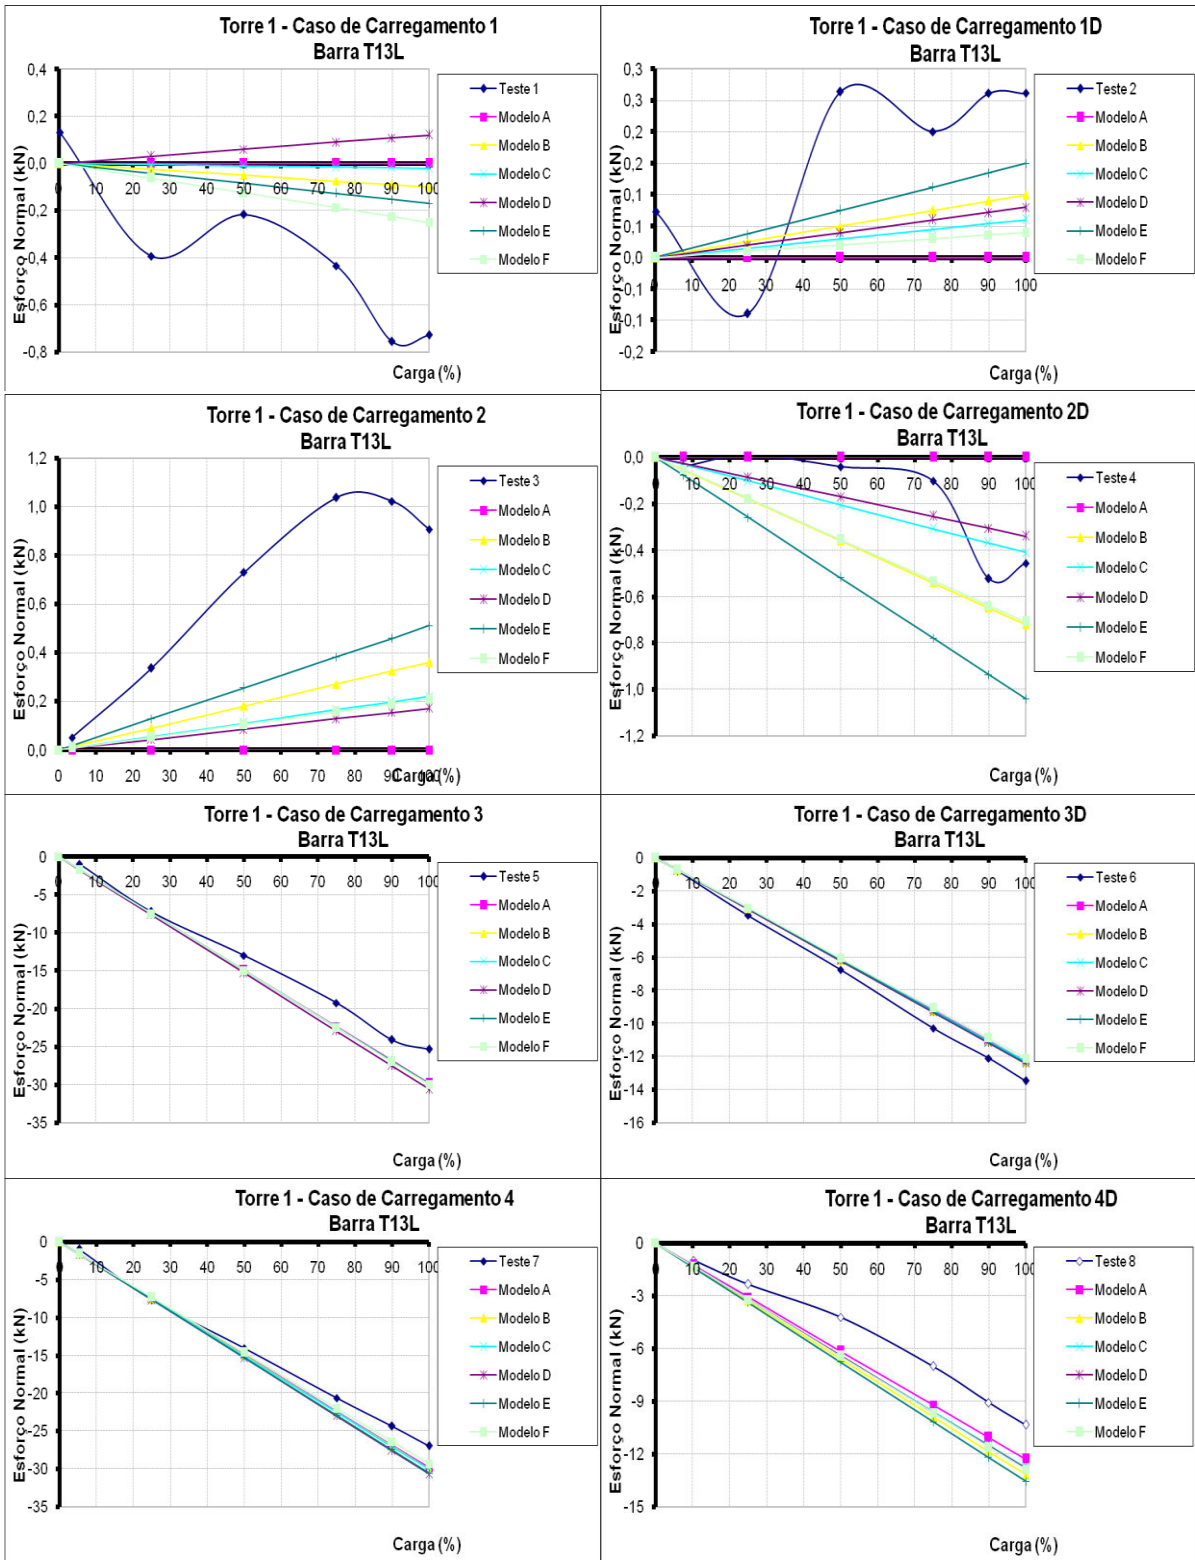 Torre 1 - Caso de Carregamento 1
Barra T13L
Esforço Normal (kN)
0,4
0,2
0,0
-0,2
-0,4
-0,6
-0,8
0 10 20 30 40 50 60 70 80 90 100
Carga (%)
Teste 1
Modelo A
Modelo B
Modelo C
Modelo D
Modelo E
Modelo F
Torre 1 - Caso de Carregamento 1D
Barra T13L
Esforço Normal (kN)
0,3
0,3
0,2
0,2
0,1
0,1
0,0
-0,1
-0,1
-0,2
0 10 20 30 40 50 60 70 80 90 100
Carga (%)
Teste 2
Modelo A
Modelo B
Modelo C
Modelo D
Modelo E
Modelo F
Torre 1 - Caso de Carregamento 2
Barra T13L
Esforço Normal (kN)
1,2
1,0
0,8
0,6
0,4
0,2
0,0
0 10 20 30 40 50 60 70 80 90 100
Carga (%)
Teste 3
Modelo A
Modelo B
Modelo C
Modelo D
Modelo E
Modelo F
Torre 1 - Caso de Carregamento 2D
Barra T13L
Esforço Normal (kN)
0,0
-0,2
-0,4
-0,6
-0,8
-1,0
-1,2
0 10 20 30 40 50 60 70 80 90 100
Carga (%)
Teste 4
Modelo A
Modelo B
Modelo C
Modelo D
Modelo E
Modelo F
Torre 1 - Caso de Carregamento 3
Barra T13L
Esforço Normal (kN)
0
-5
-10
-15
-20
-25
-30
-35
0 10 20 30 40 50 60 70 80 90 100
Carga (%)
Teste 5
Modelo A
Modelo B
Modelo C
Modelo D
Modelo E
Modelo F
Torre 1 - Caso de Carregamento 3D
Barra T13L
Esforço Normal (kN)
0
-2
-4
-6
-8
-10
-12
-14
-16
0 10 20 30 40 50 60 70 80 90 100
Carga (%)
Teste 6
Modelo A
Modelo B
Modelo C
Modelo D
Modelo E
Modelo F
Torre 1 - Caso de Carregamento 4
Barra T13L
Esforço Normal (kN)
0
-5
-10
-15
-20
-25
-30
-35
0 10 20 30 40 50 60 70 80 90 100
Carga (%)
Teste 7
Modelo A
Modelo B
Modelo C
Modelo D
Modelo E
Modelo F
Torre 1 - Caso de Carregamento 4D
Barra T13L
Esforço Normal (kN)
0
-3
-6
-9
-12
-15
0 10 20 30 40 50 60 70 80 90 100
Carga (%)
Teste 8
Modelo A
Modelo B
Modelo C
Modelo D
Modelo E
Modelo F